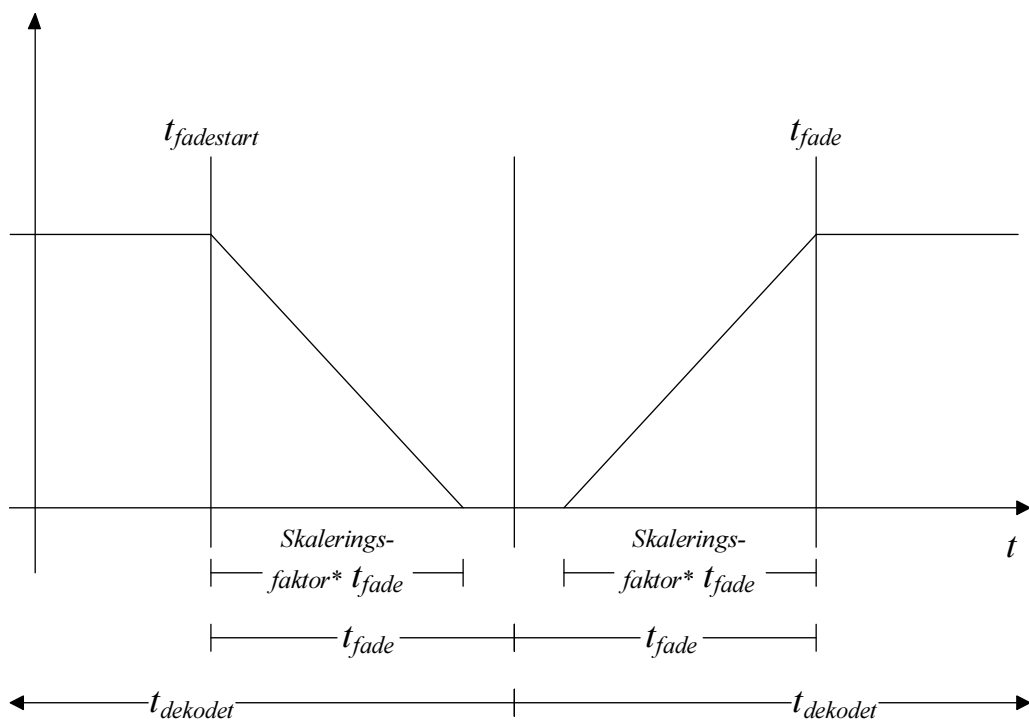 t_fadestart
t_fade
Skalerings-
faktor* t_fade
Skalerings-
faktor* t_fade
t
t_fade
t_fade
t_dekodet
t_dekodet